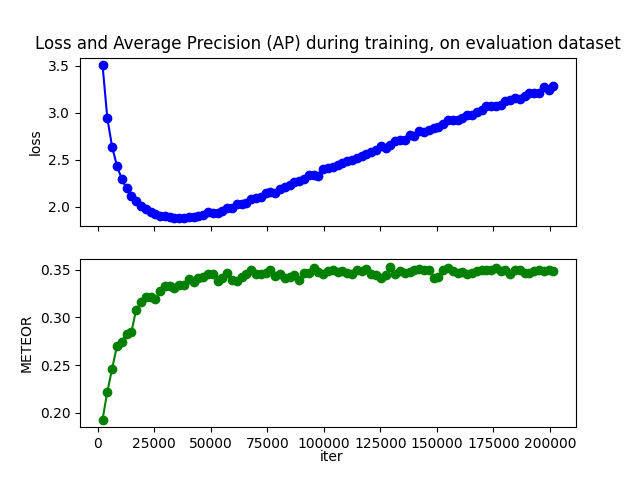 Loss and Average Precision (AP) during training, on evaluation dataset
3.5
3.0
2.5
2.0
loss
0.35
0.30
0.25
0.20
METEOR
0 25000 50000 75000 100000 125000 150000 175000 200000
iter